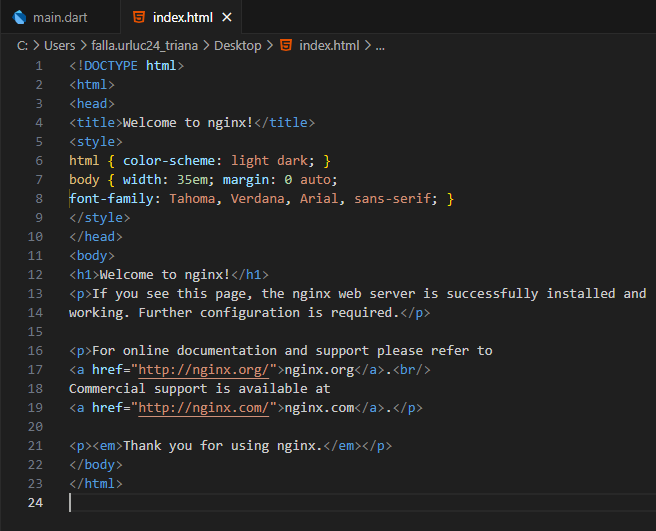 main.dart index.html
C: > Users > falla.urluc24_triana > Desktop > index.html > ...
1 <!DOCTYPE html>
2 <html>
3 <head>
4 <title>Welcome to nginx!</title>
5 <style>
6 html { color-scheme: light dark; }
7 body { width: 35em; margin: 0 auto;
8 font-family: Tahoma, Verdana, Arial, sans-serif; }
9 </style>
10 </head>
11 <body>
12 <h1>Welcome to nginx!</h1>
13 <p>If you see this page, the nginx web server is successfully installed and
14 working. Further configuration is required.</p>
15
16 <p>For online documentation and support please refer to
17 <a href="http://nginx.org/">nginx.org</a>.<br/>
18 Commercial support is available at
19 <a href="http://nginx.com/">nginx.com</a>.</p>
20
21 <p><em>Thank you for using nginx.</em></p>
22 </body>
23 </html>
24